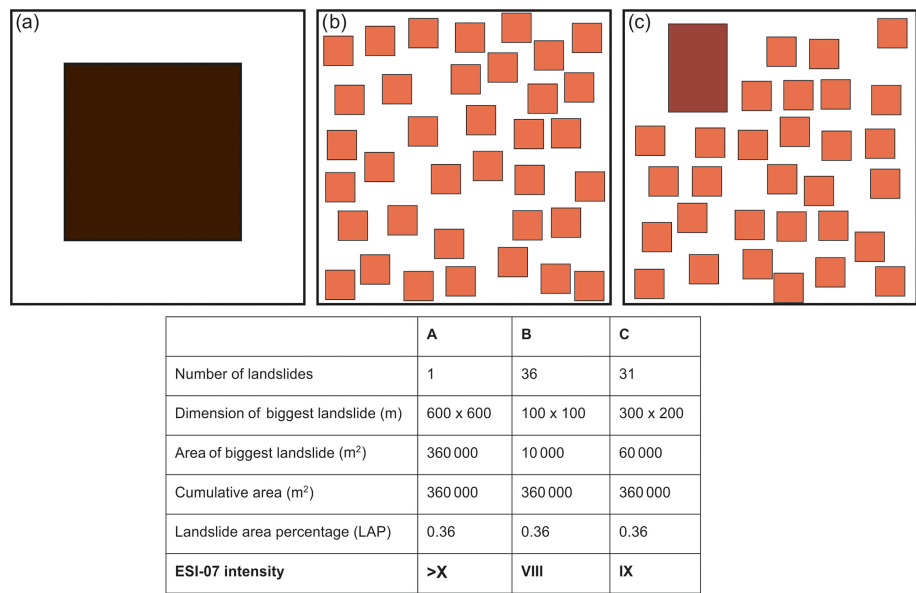 (a) (b) (c)
A B C
Number of landslides 1 36 31
Dimension of biggest landslide (m) 600 x 600 100 x 100 300 x 200
Area of biggest landslide (m²) 360 000 10 000 60 000
Cumulative area (m²) 360 000 360 000 360 000
Landslide area percentage (LAP) 0.36 0.36 0.36
ESI-07 intensity >X VIII IX